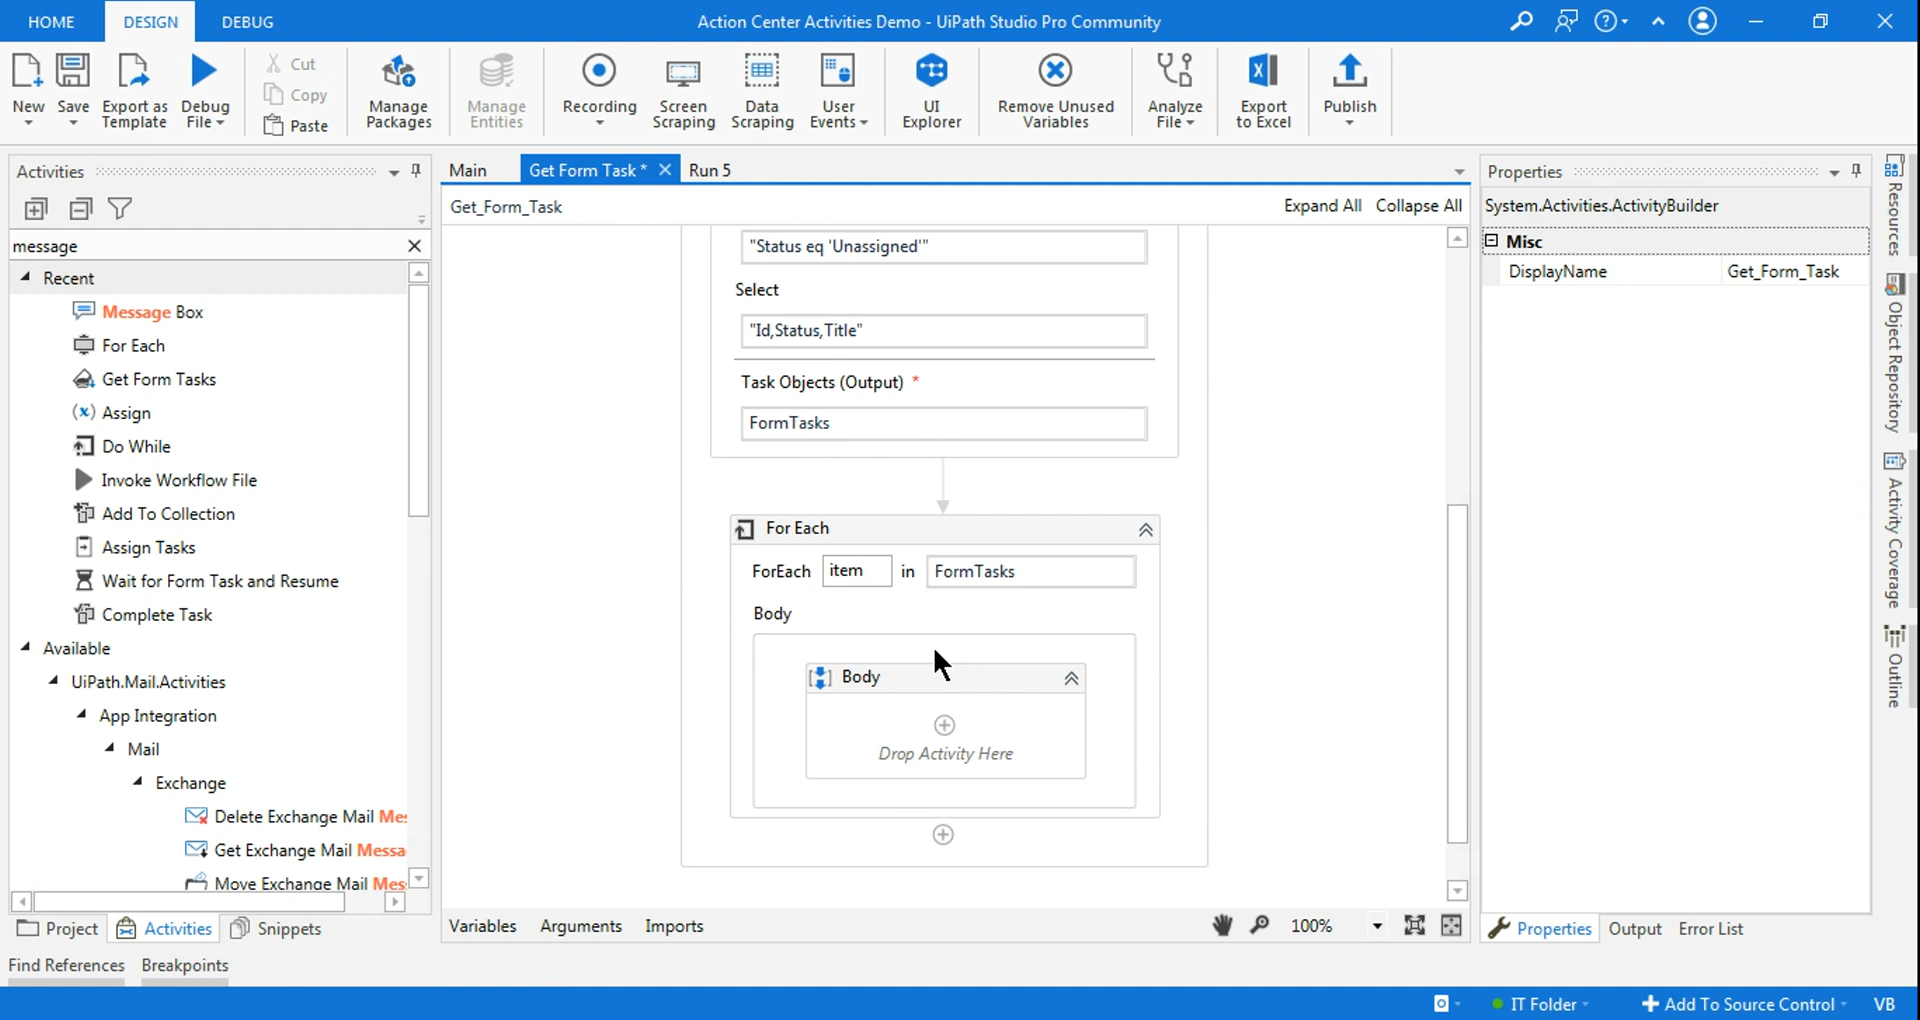 HOME DESIGN DEBUG Action Center Activities Demo - UiPath Studio Pro Community
New Save Export as Template Debug File Cut Copy Paste Manage Packages Manage Entities Recording Screen Scraping Data Scraping User Events UI Explorer Remove Unused Variables Analyze File Export to Excel Publish
Activities
message
Recent
Message Box
For Each
Get Form Tasks
Assign
Do While
Invoke Workflow File
Add To Collection
Assign Tasks
Wait for Form Task and Resume
Complete Task
Available
UiPath.Mail.Activities
App Integration
Mail
Exchange
Delete Exchange Mail Mes
Get Exchange Mail Messa
Move Exchange Mail Mes
Project Activities Snippets
Find References Breakpoints
Main Get Form Task * Run 5
Get_Form_Task Expand All Collapse All
"Status eq 'Unassigned'"
Select
"Id,Status,Title"
Task Objects (Output) *
FormTasks
For Each
ForEach item in FormTasks
Body
Body
Drop Activity Here
Variables Arguments Imports 100%
Properties
System.Activities.ActivityBuilder
Misc
DisplayName Get_Form_Task
Properties Output Error List
Resources
Object Repository
Activity Coverage
Outline
IT Folder Add To Source Control VB